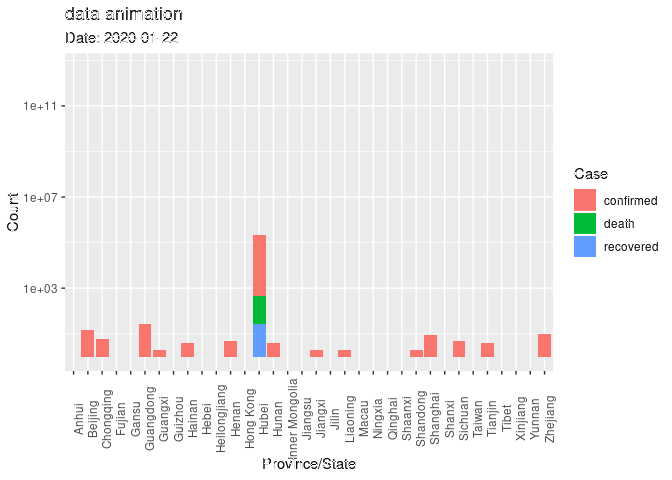 data animation
Date: 2020-01-22
1e+11
1e+07
1e+03
Count
Anhui
Beijing
Chongqing
Fujian
Gansu
Guangdong
Guangxi
Guizhou
Hainan
Hebei
Heilongjiang
Henan
Hong Kong
Hubei
Hunan
Inner Mongolia
Jiangsu
Jiangxi
Jilin
Liaoning
Macau
Ningxia
Qinghai
Shaanxi
Shandong
Shanghai
Shanxi
Sichuan
Taiwan
Tianjin
Tibet
Xinjiang
Yunnan
Zhejiang
Province/State
Case
confirmed
death
recovered